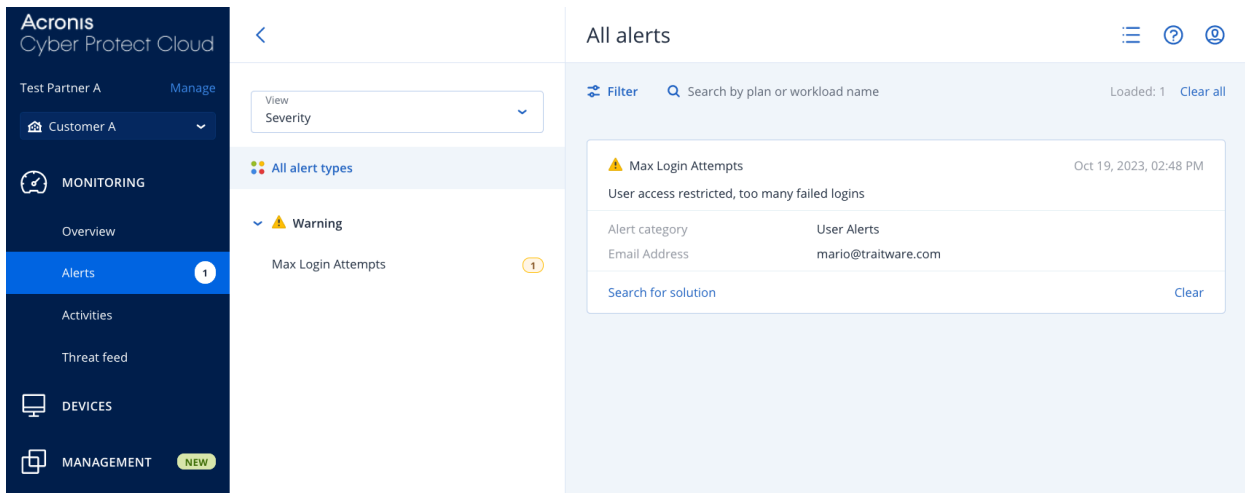 Acronis
Cyber Protect Cloud
Test Partner A Manage
Customer A
MONITORING
Overview
Alerts 1
Activities
Threat feed
DEVICES
MANAGEMENT NEW
View
Severity
All alert types
Warning
Max Login Attempts 1
All alerts
Filter Search by plan or workload name Loaded: 1 Clear all
Max Login Attempts Oct 19, 2023, 02:48 PM
User access restricted, too many failed logins
Alert category User Alerts
Email Address mario@traitware.com
Search for solution Clear